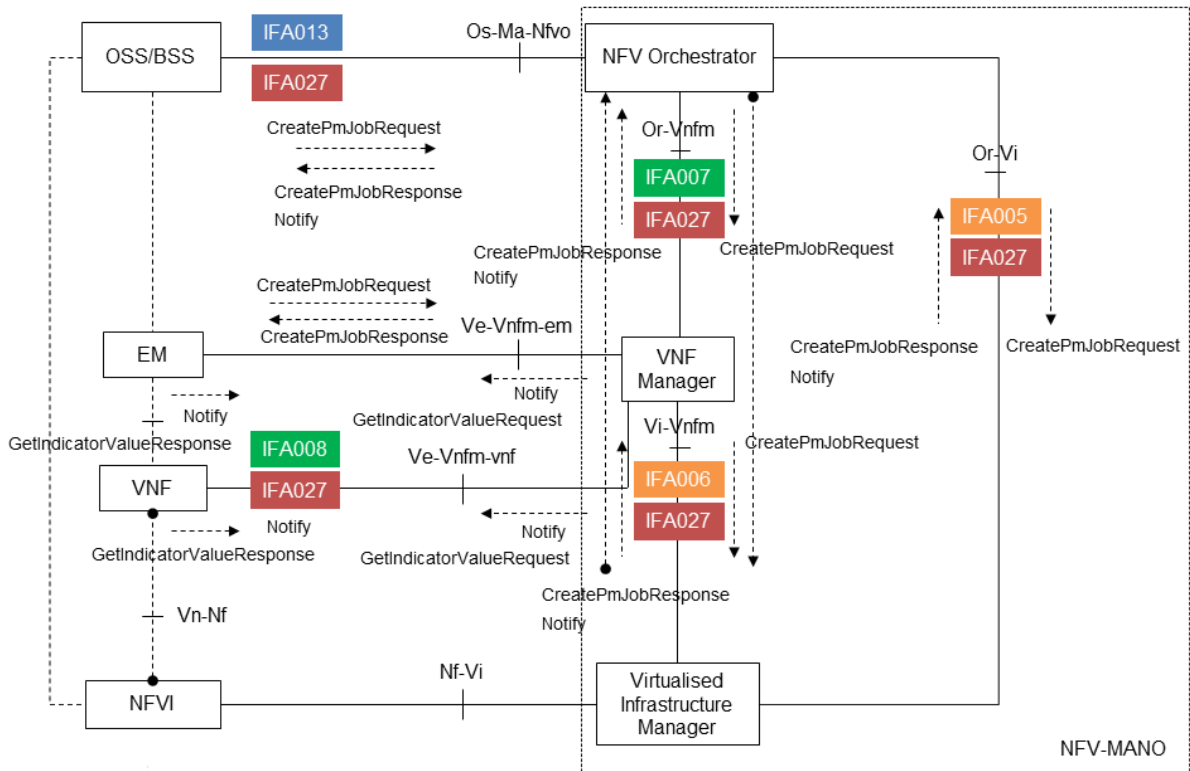 IFA013
Os-Ma-Nfvo
OSS/BSS
NFV Orchestrator
IFA027
CreatePmJobRequest
Or-Vnfm
Or-Vi
IFA007
CreatePmJobResponse
Notify
IFA027
IFA005
CreatePmJobResponse
CreatePmJobRequest
IFA027
Notify
CreatePmJobRequest
CreatePmJobResponse
Ve-Vnfm-em
EM
VNF
Manager
CreatePmJobResponse
CreatePmJobRequest
Notify
Notify
Notify
GetIndicatorValueRequest
GetIndicatorValueResponse
IFA008
Ve-Vnfm-vnf
Vi-Vnfm
CreatePmJobRequest
IFA006
VNF
IFA027
Notify
Notify
IFA027
GetIndicatorValueResponse
GetIndicatorValueRequest
CreatePmJobResponse
Notify
Vn-Nf
Nf-Vi
NFVI
Virtualised
Infrastructure
Manager
NFV-MANO